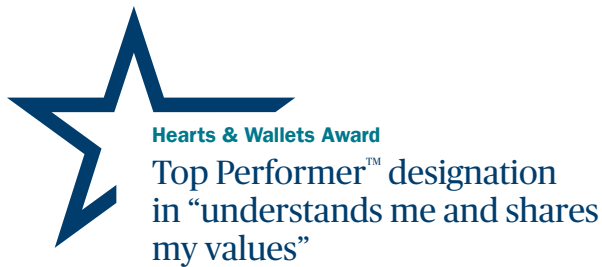 Hearts & Wallets Award
Top Performer™ designation
in “understands me and shares
my values”